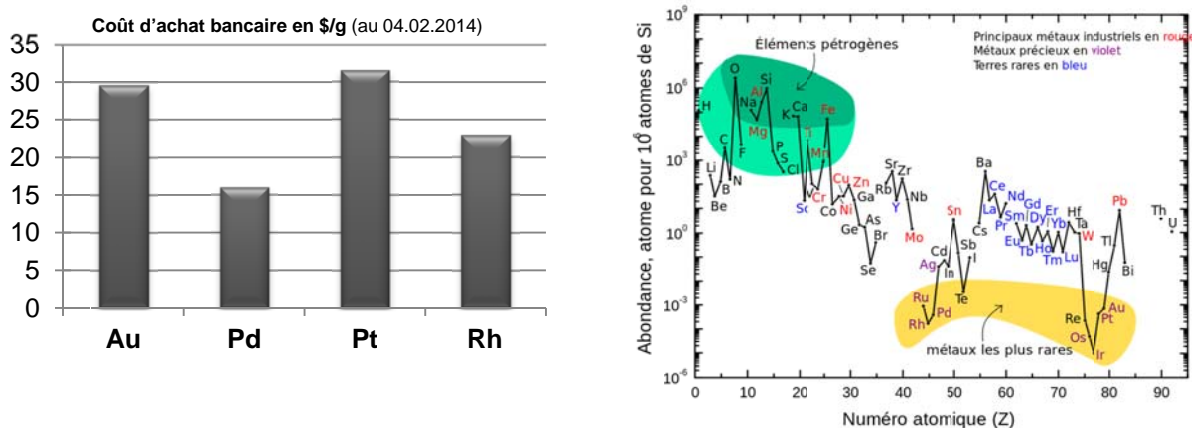 Coût d'achat bancaire en $/g (au 04.02.2014)
35
30
25
20
15
10
5
0
Au Pd Pt Rh
Abondance, atome pour 10⁶ atomes de Si
10⁹
10⁶
10³
10⁰
10⁻³
10⁻⁶
Principaux métaux industriels en rouge
Métaux précieux en violet
Terres rares en bleu
Éléments pétrogènes
H
Li
Be
B
C
N
O
F
Na
Mg
Al
Si
P
S
Cl
K
Ca
Sc
T
Cr
Mn
Fe
Co
Ni
Cu
Zn
Ga
Ge
As
Se
Br
Rb
Sr
Y
Zr
Nb
Mo
Ru
Rh
Pd
Ag
Cd
In
Sn
Sb
Te
I
Cs
Ba
La
Ce
Pr
Nd
Sm
Eu
Gd
Tb
Dy
Ho
Er
Tm
Yb
Lu
Hf
Ta
W
Re
Os
Ir
Pt
Au
Hg
Tl
Pb
Bi
Th
U
métaux les plus rares
0 10 20 30 40 50 60 70 80 90
Numéro atomique (Z)